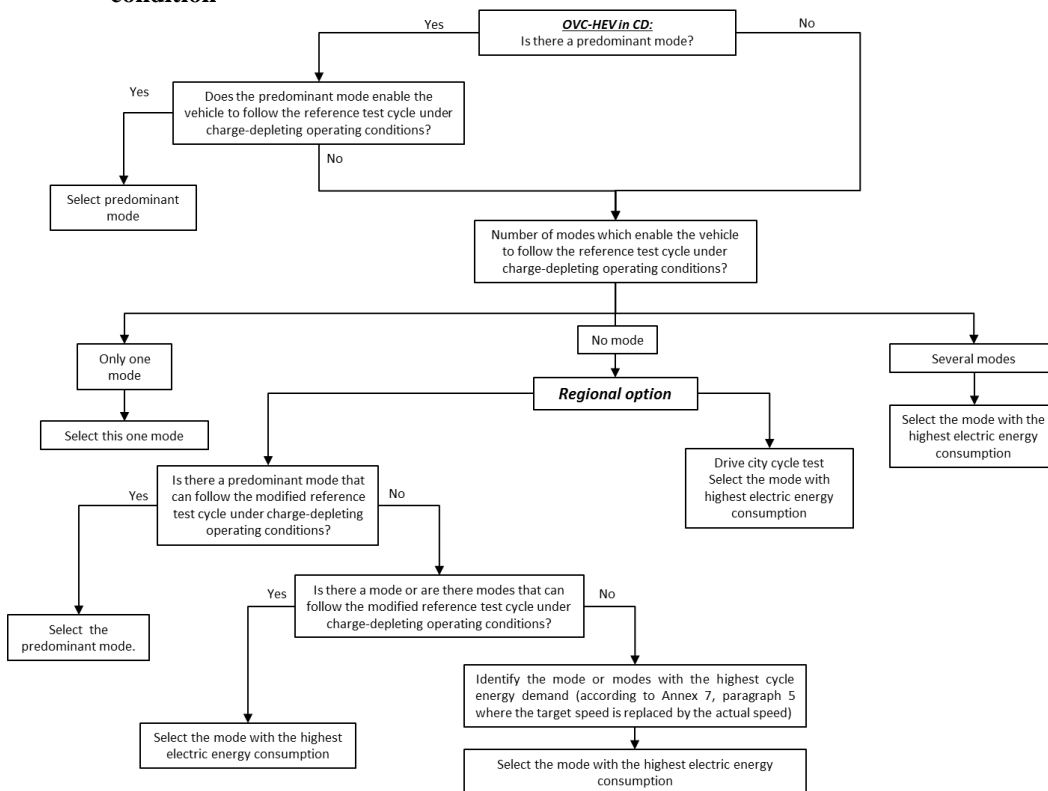 condition
OVC-HEV in CD:
Is there a predominant mode?
Yes
No
Does the predominant mode enable the
vehicle to follow the reference test cycle under
charge-depleting operating conditions?
Yes
No
Select predominant
mode
Number of modes which enable the vehicle
to follow the reference test cycle under
charge-depleting operating conditions?
Only one
mode
No mode
Several modes
Select this one mode
Regional option
Select the mode with the
highest electric energy
consumption
Is there a predominant mode that
can follow the modified reference
test cycle under charge-depleting
operating conditions?
Yes
No
Drive city cycle test
Select the mode with
highest electric energy
consumption
Select the
predominant mode.
Is there a mode or are there modes that can
follow the modified reference test cycle under
charge-depleting operating conditions?
Yes
No
Select the mode with the highest
electric energy consumption
Identify the mode or modes with the highest cycle
energy demand (according to Annex 7, paragraph 5
where the target speed is replaced by the actual speed)
Select the mode with the highest electric energy
consumption